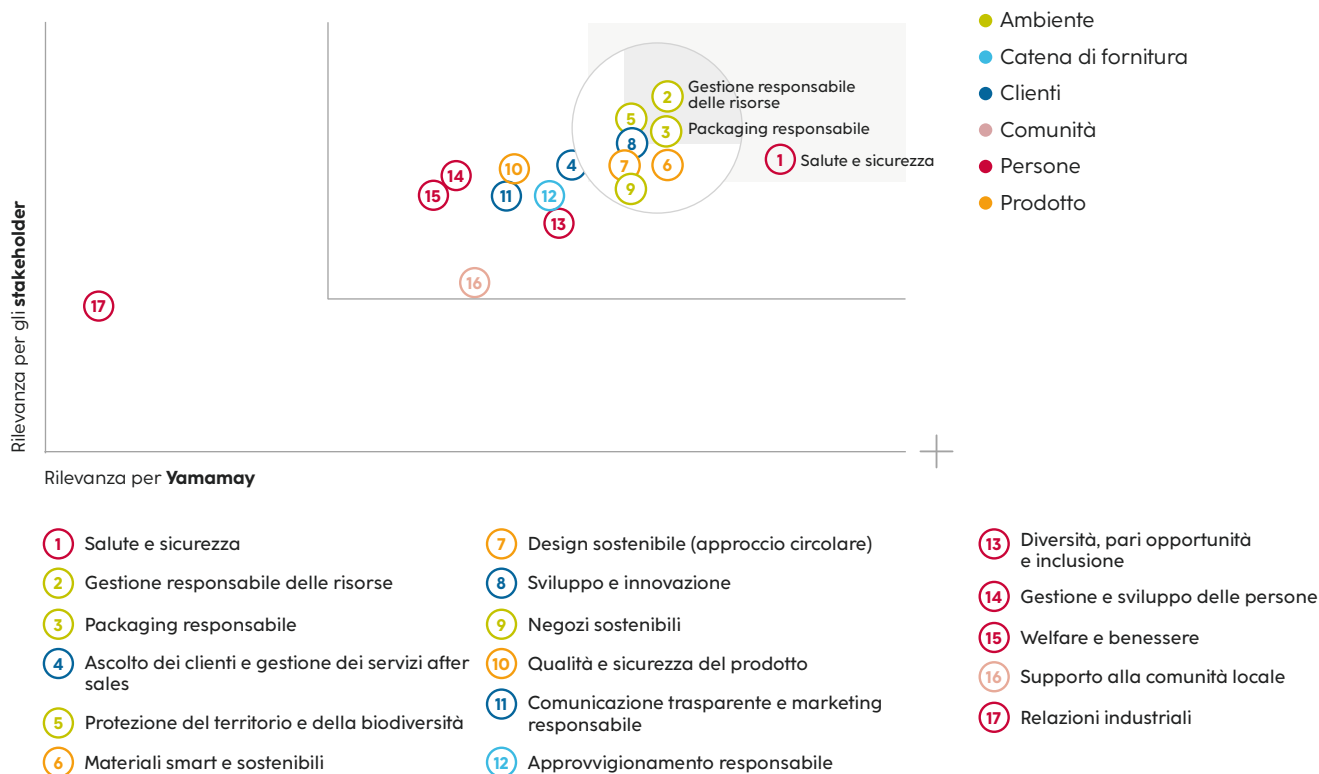 Ambiente
Catena di fornitura
Clienti
Comunità
Persone
Prodotto
Rilevanza per gli stakeholder
2 Gestione responsabile
delle risorse
5
3 Packaging responsabile
8
1 Salute e sicurezza
4
7
6
10
14
9
15
11
12
13
16
17
Rilevanza per Yamamay
1 Salute e sicurezza
2 Gestione responsabile delle risorse
3 Packaging responsabile
4 Ascolto dei clienti e gestione dei servizi after
sales
5 Protezione del territorio e della biodiversità
6 Materiali smart e sostenibili
7 Design sostenibile (approccio circolare)
8 Sviluppo e innovazione
9 Negozi sostenibili
10 Qualità e sicurezza del prodotto
11 Comunicazione trasparente e marketing
responsabile
12 Approvvigionamento responsabile
13 Diversità, pari opportunità
e inclusione
14 Gestione e sviluppo delle persone
15 Welfare e benessere
16 Supporto alla comunità locale
17 Relazioni industriali